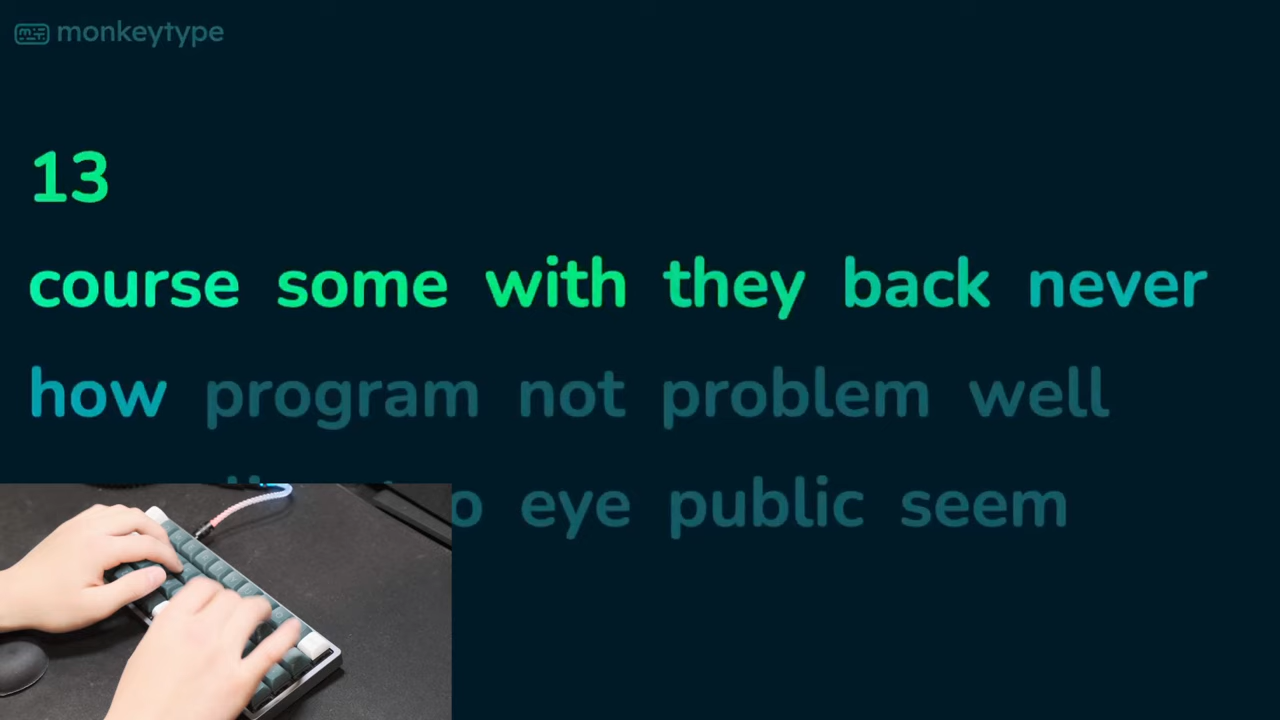 monkeytype
13
course some with they back never
how program not problem well
eye public seem